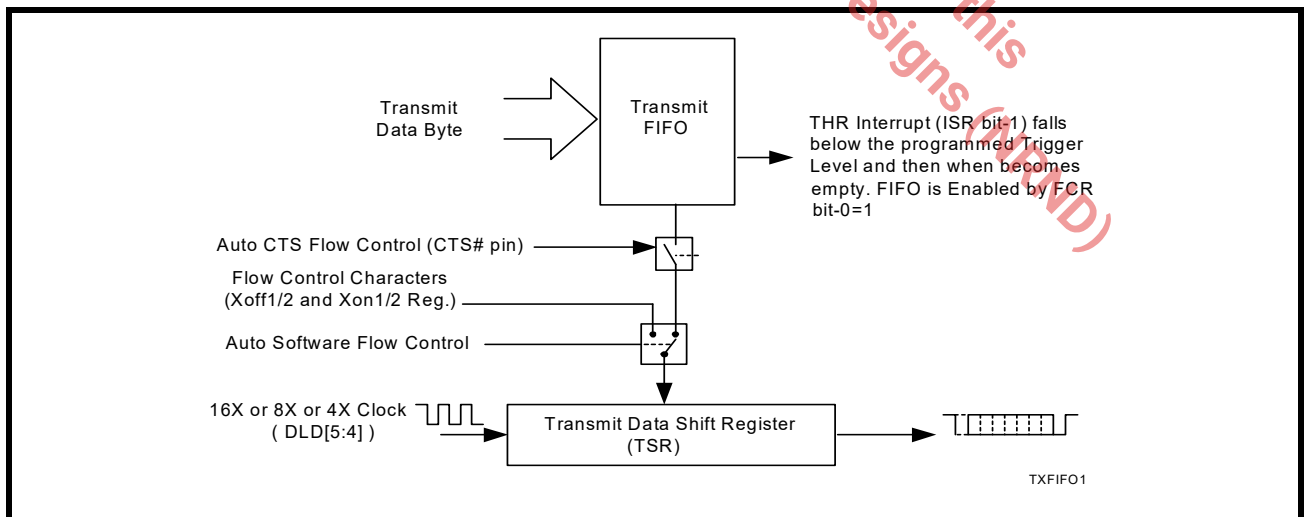 this
esigns (NRND)
Transmit
Data Byte
Transmit
FIFO
THR Interrupt (ISR bit-1) falls
below the programmed Trigger
Level and then when becomes
empty. FIFO is Enabled by FCR
bit-0=1
Auto CTS Flow Control (CTS# pin)
Flow Control Characters
(Xoff1/2 and Xon1/2 Reg.)
Auto Software Flow Control
16X or 8X or 4X Clock
( DLD[5:4] )
Transmit Data Shift Register
(TSR)
TXFIFO1